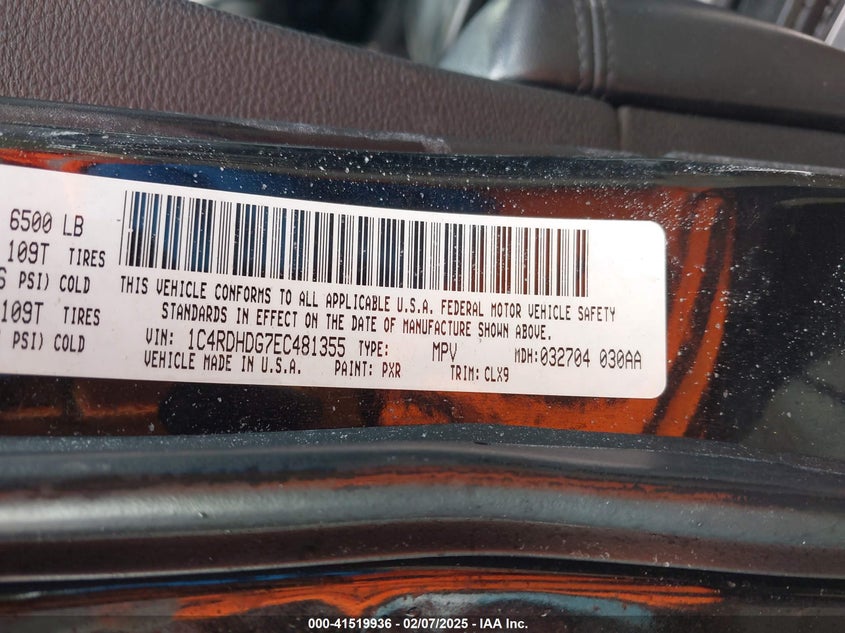 6500 LB
109T TIRES
PSI) COLD
109T TIRES
PSI) COLD
THIS VEHICLE CONFORMS TO ALL APPLICABLE U.S.A. FEDERAL MOTOR VEHICLE SAFETY
STANDARDS IN EFFECT ON THE DATE OF MANUFACTURE SHOWN ABOVE.
VIN: 1C4RDHDG7EC481355 TYPE: MPV MDH:032704 030AA
VEHICLE MADE IN U.S.A. PAINT: PXR TRIM: CLX9
000-41519936 - 02/07/2025 - IAA Inc.